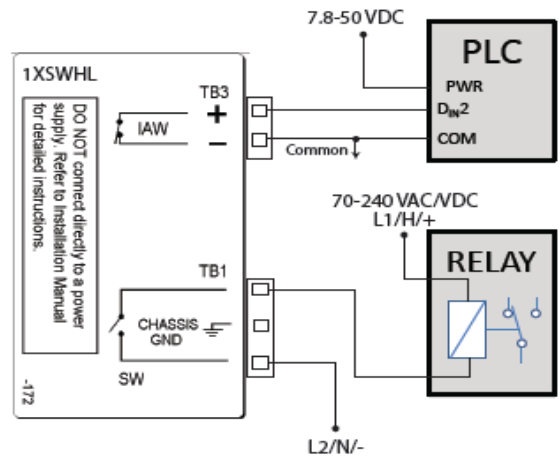 7.8-50 VDC
PLC
PWR
DIN2
COM
Common
1XSWHL
TB3
+
IAW
−
DO NOT connect directly to a power
supply. Refer to Installation Manual
for detailed instructions.
70-240 VAC/VDC
L1/H/+
RELAY
TB1
CHASSIS
GND
SW
-172
L2/N/-